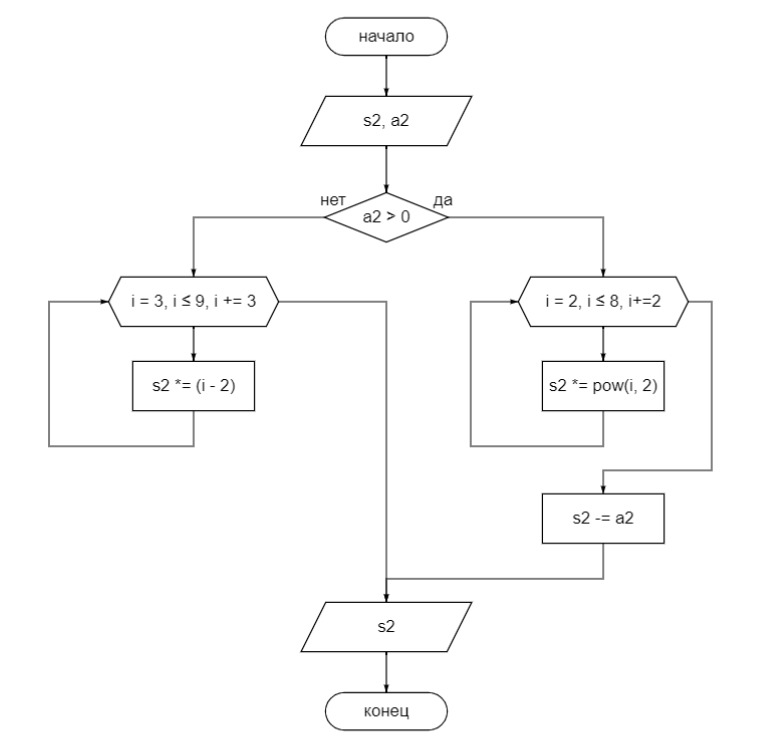 начало
s2, a2
нет
да
a2 > 0
i = 3, i ≤ 9, i += 3
i = 2, i ≤ 8, i+=2
s2 *= (i - 2)
s2 *= pow(i, 2)
s2 -= a2
s2
конец